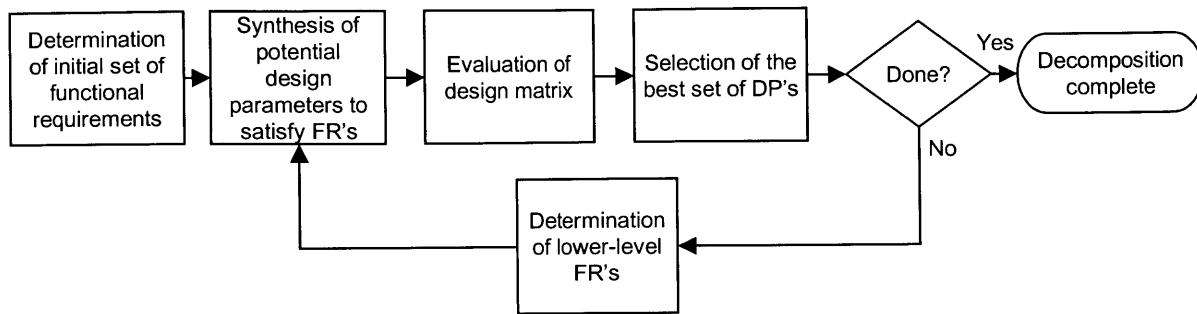 Determination
of initial set of
functional
requirements
Synthesis of
potential
design
parameters to
satisfy FR's
Evaluation of
design matrix
Selection of the
best set of DP's
Done?
Yes
Decomposition
complete
No
Determination
of lower-level
FR's